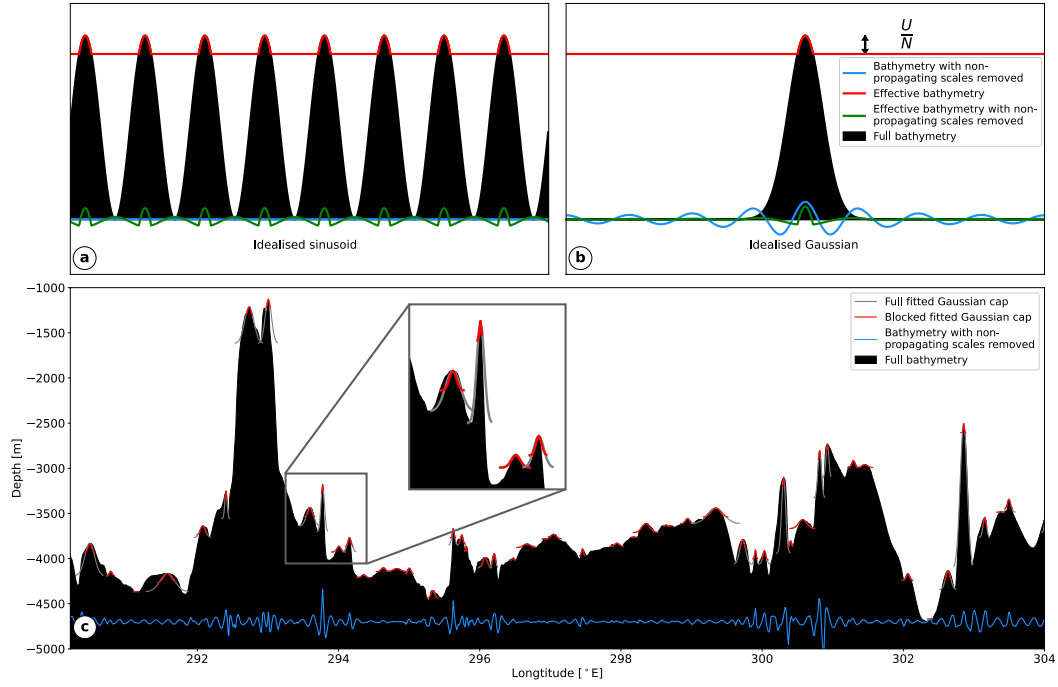 U
N
Bathymetry with non-
propagating scales removed
Effective bathymetry
Effective bathymetry with non-
propagating scales removed
Full bathymetry
Idealised sinusoid
Idealised Gaussian
a
b
−1000
−1500
−2000
−2500
−3000
−3500
−4000
−4500
−5000
Depth [m]
Full fitted Gaussian cap
Blocked fitted Gaussian cap
Bathymetry with non-
propagating scales removed
Full bathymetry
c
292
294
296
298
300
302
304
Longtitude [°E]